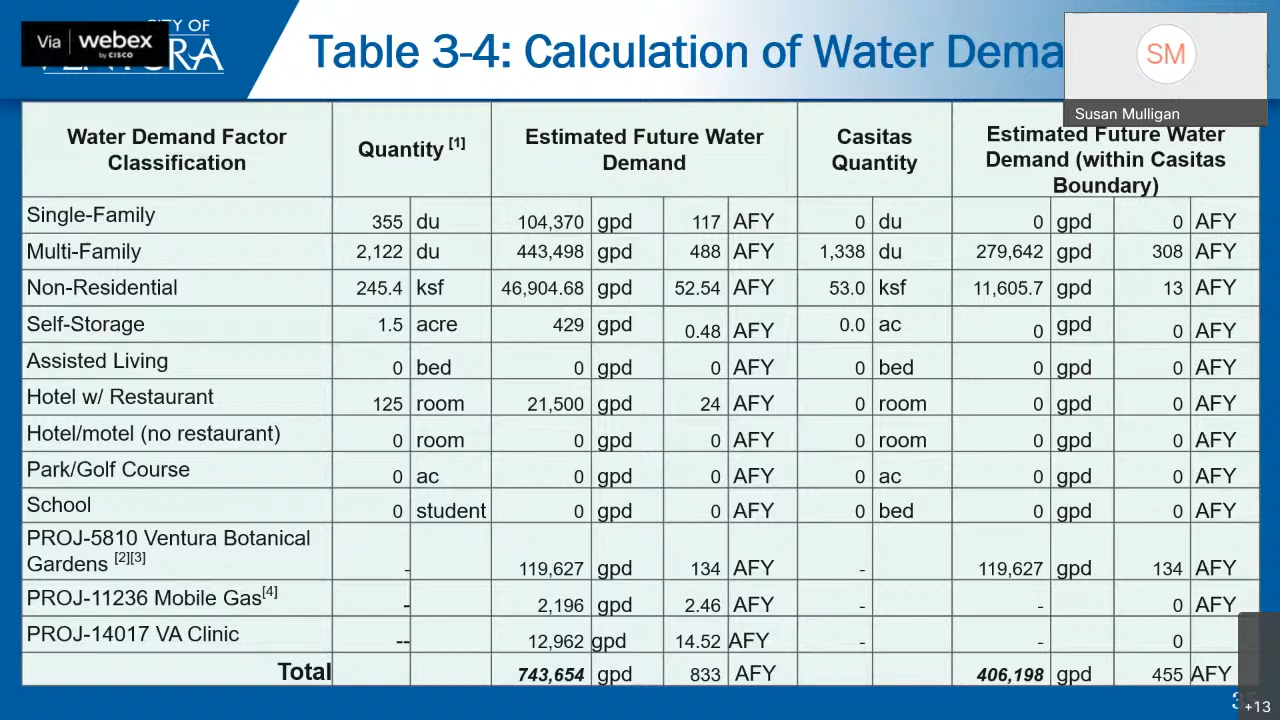 CITY OF
Via webex
by CISCO
Table 3-4: Calculation of Water Dema
SM
Susan Mulligan
Water Demand Factor Classification | Quantity [1] | Estimated Future Water Demand | Casitas Quantity | Estimated Future Water Demand (within Casitas Boundary)
Single-Family 355 du 104,370 gpd 117 AFY 0 du 0 gpd 0 AFY
Multi-Family 2,122 du 443,498 gpd 488 AFY 1,338 du 279,642 gpd 308 AFY
Non-Residential 245.4 ksf 46,904.68 gpd 52.54 AFY 53.0 ksf 11,605.7 gpd 13 AFY
Self-Storage 1.5 acre 429 gpd 0.48 AFY 0.0 ac 0 gpd 0 AFY
Assisted Living 0 bed 0 gpd 0 AFY 0 bed 0 gpd 0 AFY
Hotel w/ Restaurant 125 room 21,500 gpd 24 AFY 0 room 0 gpd 0 AFY
Hotel/motel (no restaurant) 0 room 0 gpd 0 AFY 0 room 0 gpd 0 AFY
Park/Golf Course 0 ac 0 gpd 0 AFY 0 ac 0 gpd 0 AFY
School 0 student 0 gpd 0 AFY 0 bed 0 gpd 0 AFY
PROJ-5810 Ventura Botanical
Gardens [2][3] - 119,627 gpd 134 AFY - 119,627 gpd 134 AFY
PROJ-11236 Mobile Gas[4] - 2,196 gpd 2.46 AFY - - 0 AFY
PROJ-14017 VA Clinic -- 12,962 gpd 14.52 AFY - - 0
Total 743,654 gpd 833 AFY 406,198 gpd 455 AFY
+13